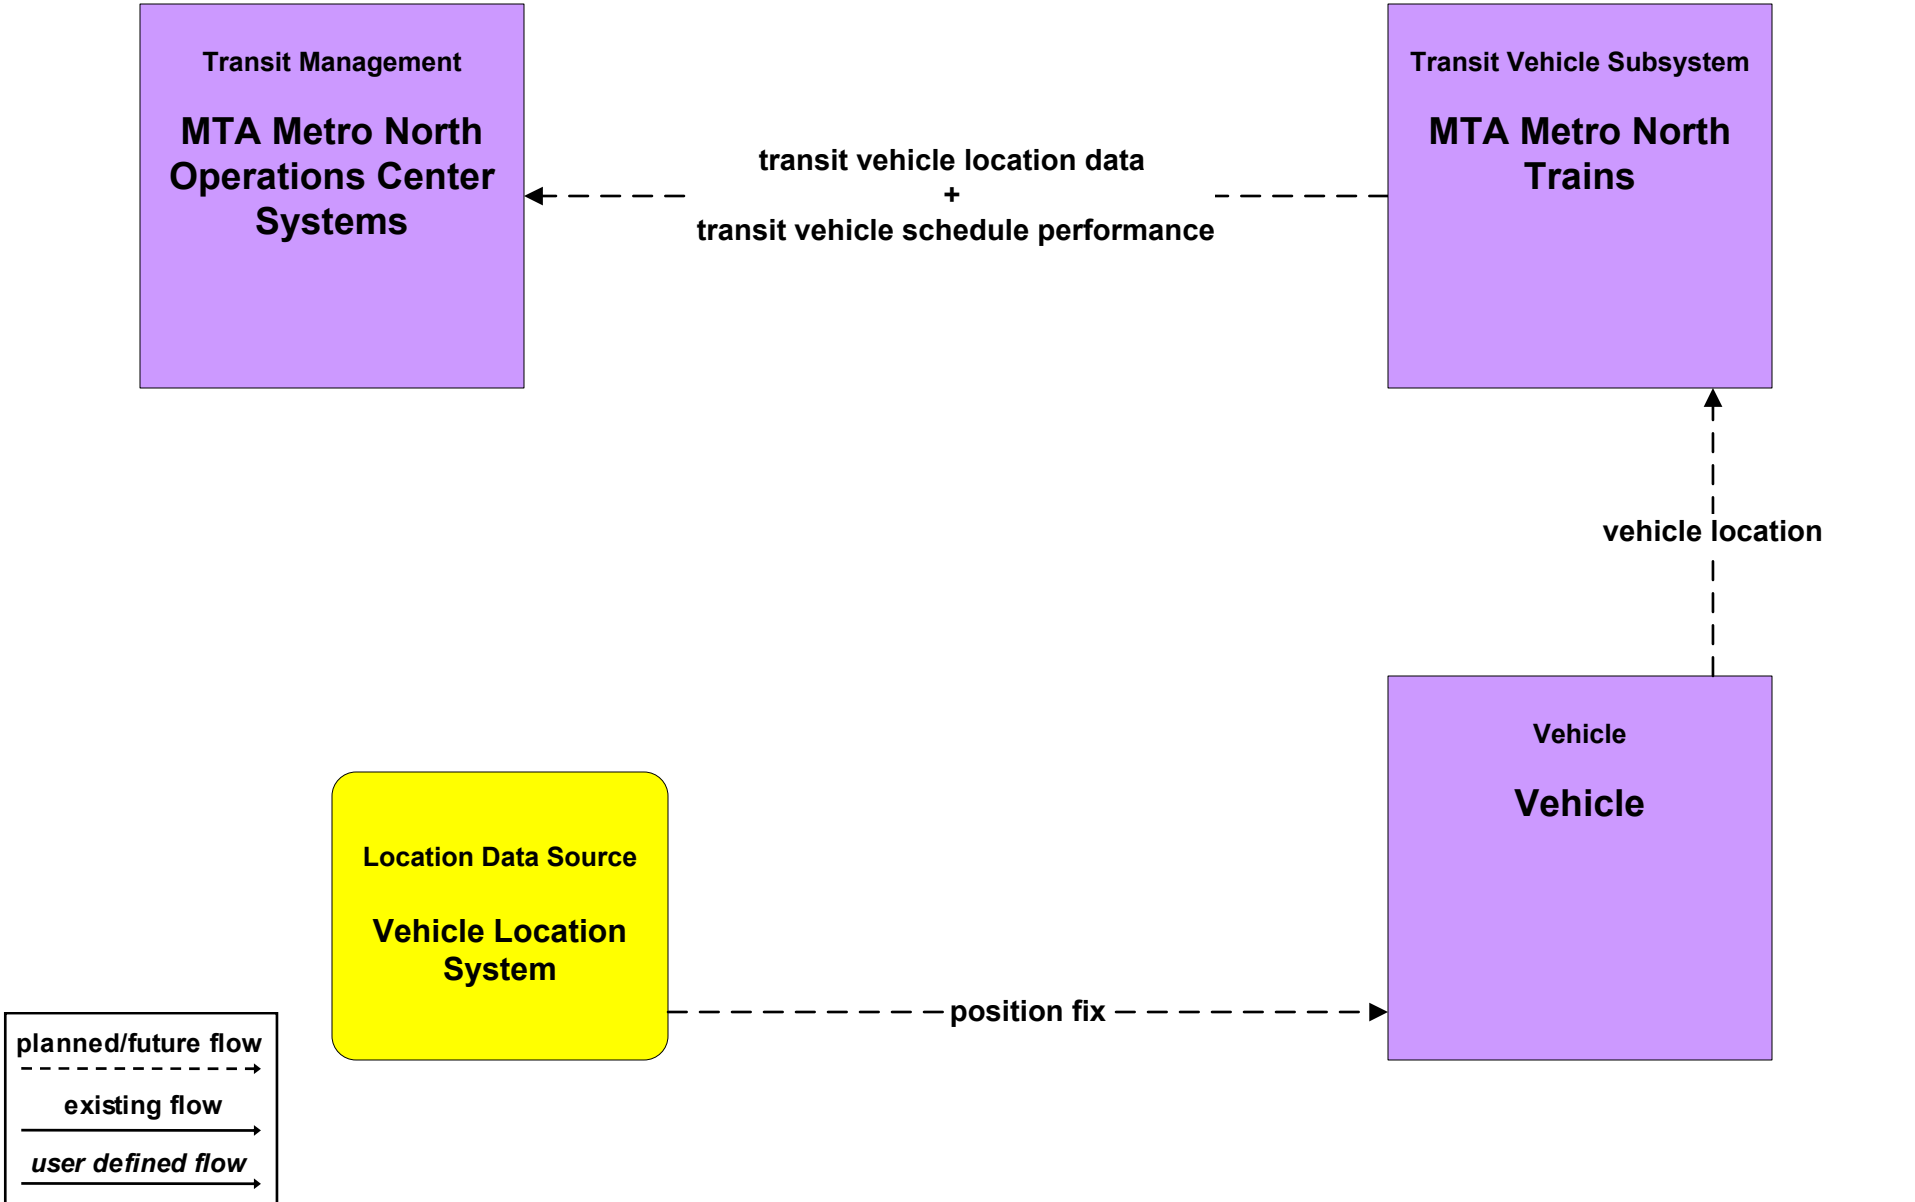 Transit Management
MTA Metro North
Operations Center
Systems
transit vehicle location data
+
transit vehicle schedule performance
Transit Vehicle Subsystem
MTA Metro North
Trains
vehicle location
Vehicle
Vehicle
Location Data Source
Vehicle Location
System
position fix
planned/future flow
existing flow
user defined flow